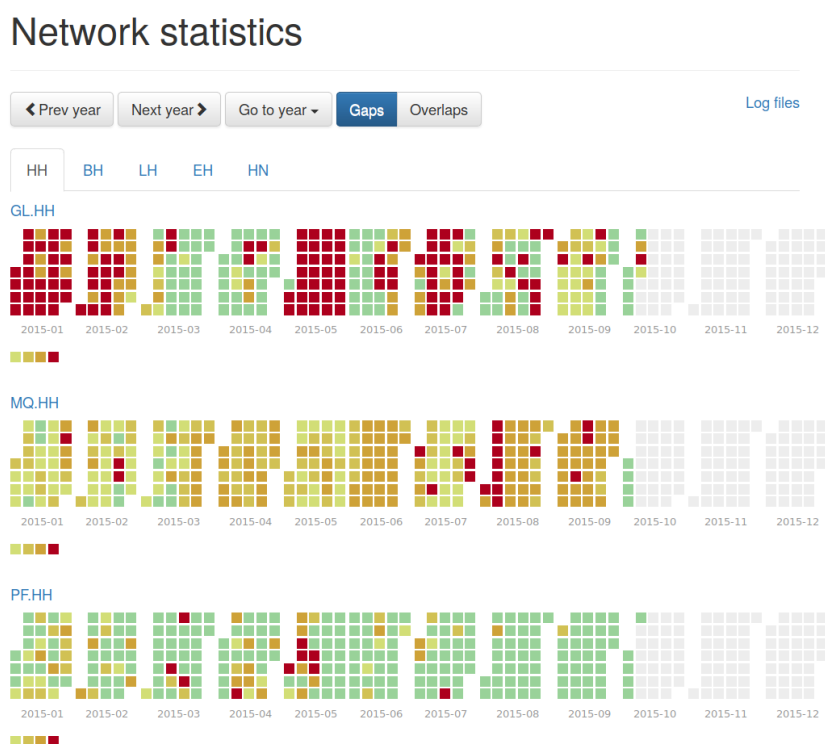 Network statistics
Prev year Next year Go to year Gaps Overlaps Log files
HH BH LH EH HN
GL.HH
2015-01 2015-02 2015-03 2015-04 2015-05 2015-06 2015-07 2015-08 2015-09 2015-10 2015-11 2015-12
MQ.HH
2015-01 2015-02 2015-03 2015-04 2015-05 2015-06 2015-07 2015-08 2015-09 2015-10 2015-11 2015-12
PF.HH
2015-01 2015-02 2015-03 2015-04 2015-05 2015-06 2015-07 2015-08 2015-09 2015-10 2015-11 2015-12